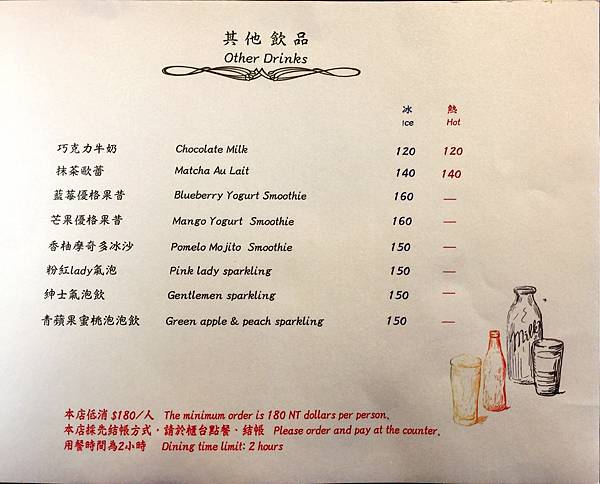 其他飲品
Other Drinks
冰 熱
Ice Hot
巧克力牛奶 Chocolate Milk 120 120
抹茶歐蕾 Matcha Au Lait 140 140
藍莓優格果昔 Blueberry Yogurt Smoothie 160 —
芒果優格果昔 Mango Yogurt Smoothie 160 —
香柚摩奇多冰沙 Pomelo Mojito Smoothie 150 —
粉紅lady氣泡 Pink lady sparkling 150 —
紳士氣泡飲 Gentlemen sparkling 150 —
青蘋果蜜桃泡泡飲 Green apple & peach sparkling 150 —
Milk
本店低消 $180/人 The minimum order is 180 NT dollars per person.
本店採先結帳方式，請於櫃台點餐、結帳 Please order and pay at the counter.
用餐時間為2小時 Dining time limit: 2 hours